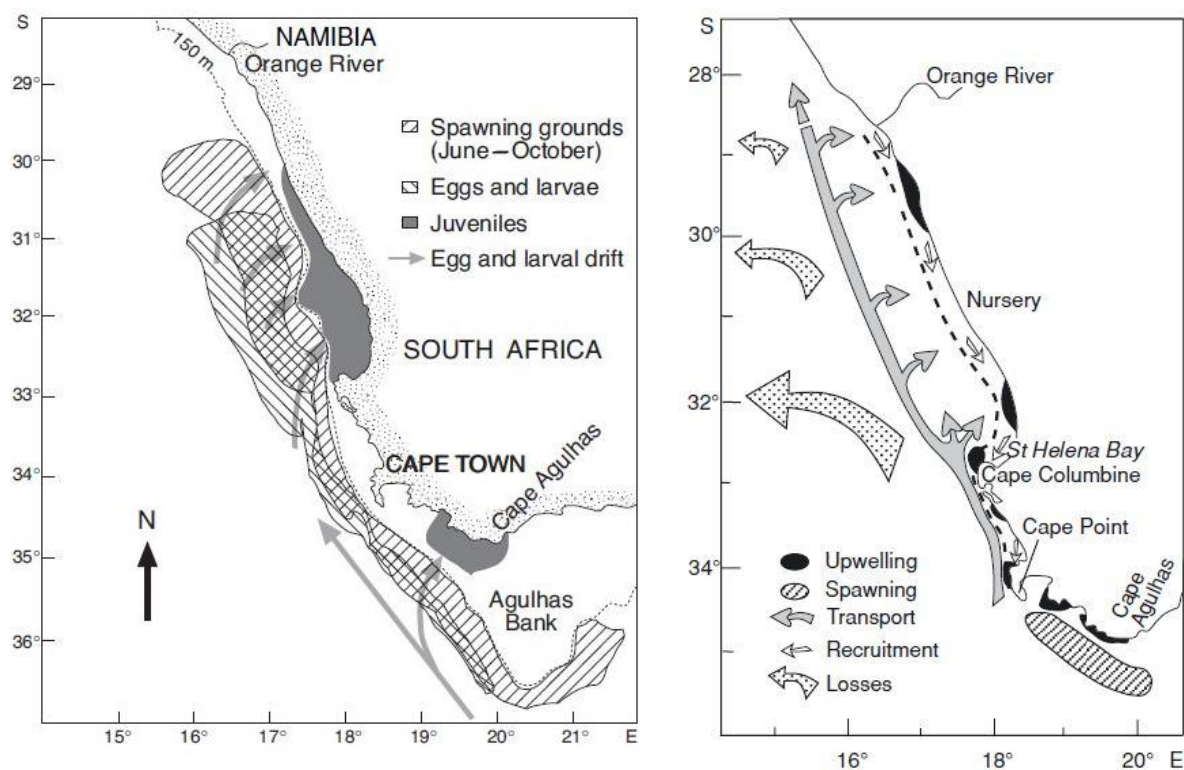 S
NAMIBIA
Orange River
150 m
29°
30°
31°
32°
33°
34°
35°
36°
Spawning grounds
(June–October)
Eggs and larvae
Juveniles
Egg and larval drift
SOUTH AFRICA
CAPE TOWN
Cape Agulhas
N
Agulhas
Bank
15° 16° 17° 18° 19° 20° 21° E
S
28°
30°
32°
34°
Orange River
Nursery
St Helena Bay
Cape Columbine
Cape Point
Cape
Agulhas
Upwelling
Spawning
Transport
Recruitment
Losses
16° 18° 20° E